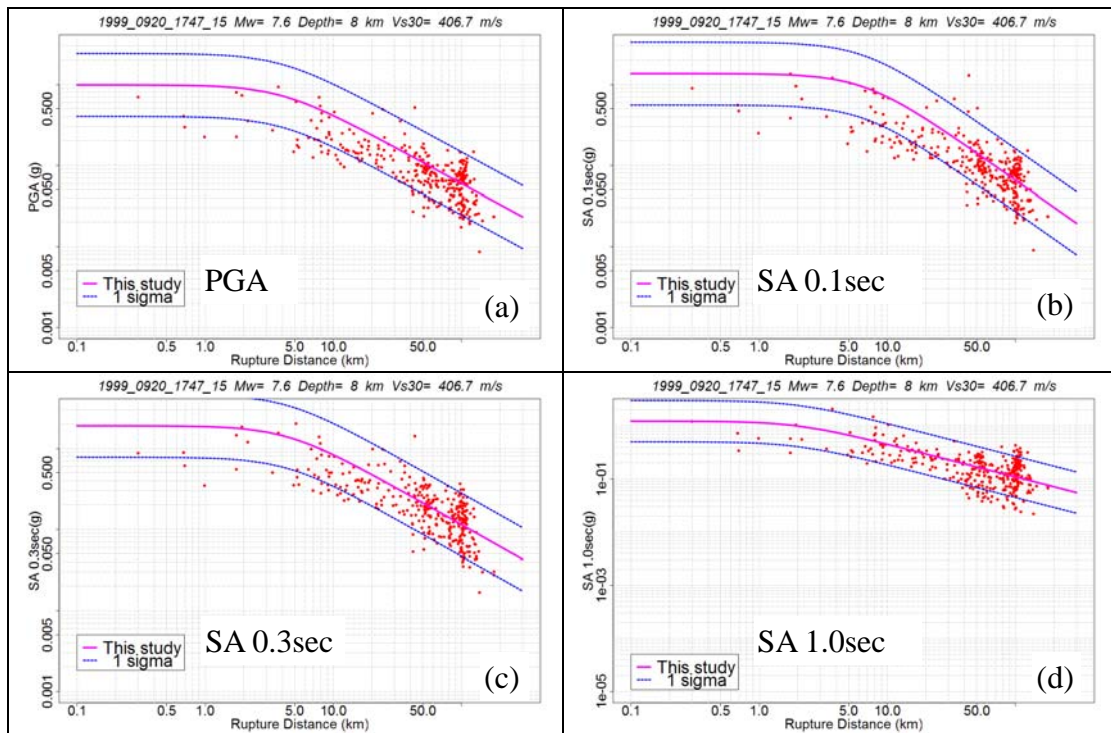 1999_0920_1747_15 Mw= 7.6 Depth= 8 km Vs30= 406.7 m/s
PGA (g)
0.500
0.050
0.005
0.001
This study
1 sigma
PGA
(a)
0.1 0.5 1.0 5.0 10.0 50.0
Rupture Distance (km)
1999_0920_1747_15 Mw= 7.6 Depth= 8 km Vs30= 406.7 m/s
SA 0.1sec(g)
0.500
0.050
0.005
0.001
This study
1 sigma
SA 0.1sec
(b)
0.1 0.5 1.0 5.0 10.0 50.0
Rupture Distance (km)
1999_0920_1747_15 Mw= 7.6 Depth= 8 km Vs30= 406.7 m/s
SA 0.3sec(g)
0.500
0.050
0.005
0.001
This study
1 sigma
SA 0.3sec
(c)
0.1 0.5 1.0 5.0 10.0 50.0
Rupture Distance (km)
1999_0920_1747_15 Mw= 7.6 Depth= 8 km Vs30= 406.7 m/s
SA 1.0sec(g)
1e-01
1e-03
1e-05
This study
1 sigma
SA 1.0sec
(d)
0.1 0.5 1.0 5.0 10.0 50.0
Rupture Distance (km)